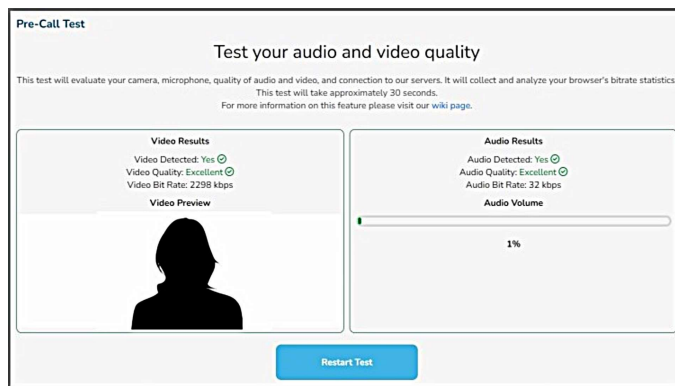 Pre-Call Test
Test your audio and video quality
This test will evaluate your camera, microphone, quality of audio and video, and connection to our servers. It will collect and analyze your browser's bitrate statistics
This test will take approximately 30 seconds.
For more information on this feature please visit our wiki page.
Video Results
Video Detected: Yes
Video Quality: Excellent
Video Bit Rate: 2298 kbps
Video Preview
Audio Results
Audio Detected: Yes
Audio Quality: Excellent
Audio Bit Rate: 32 kbps
Audio Volume
1%
Restart Test